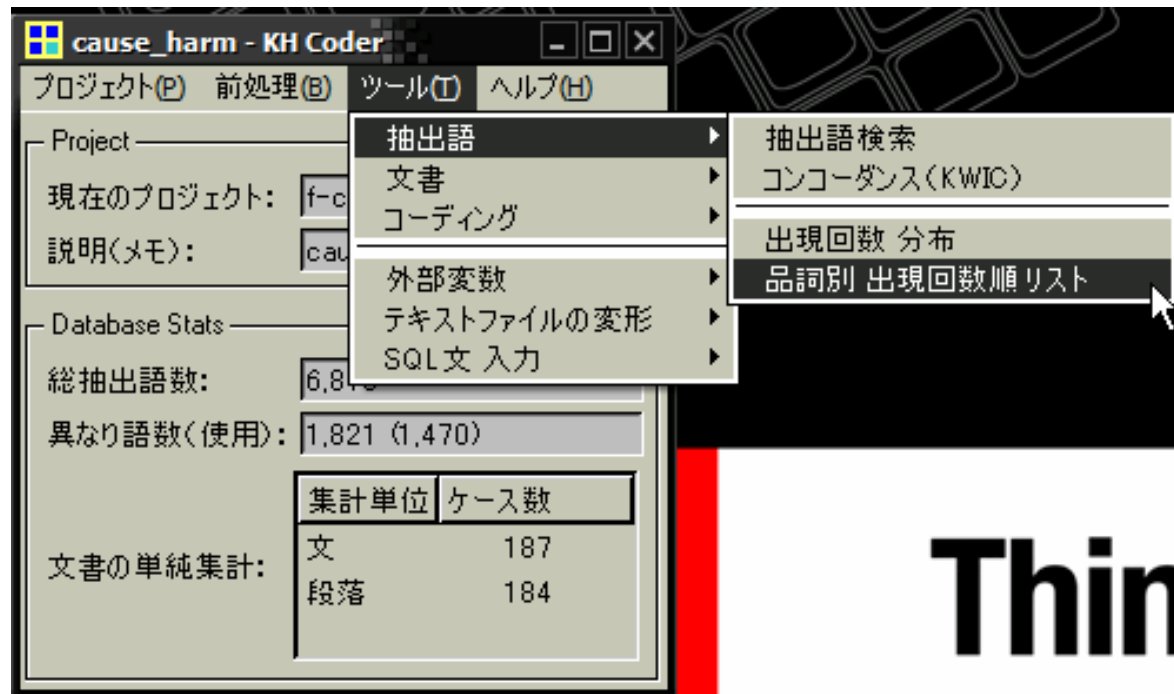 cause_harm - KH Coder
プロジェクト(P) 前処理(B) ツール(T) ヘルプ(H)
抽出語
文書
コーディング
外部変数
テキストファイルの変形
SQL文 入力
抽出語検索
コンコーダンス(KWIC)
出現回数 分布
品詞別 出現回数順リスト
Project
現在のプロジェクト: f-c
説明(メモ): cau
Database Stats
総抽出語数: 6,8
異なり語数(使用): 1,821 (1,470)
文書の単純集計:
集計単位 ケース数
文 187
段落 184
Thin